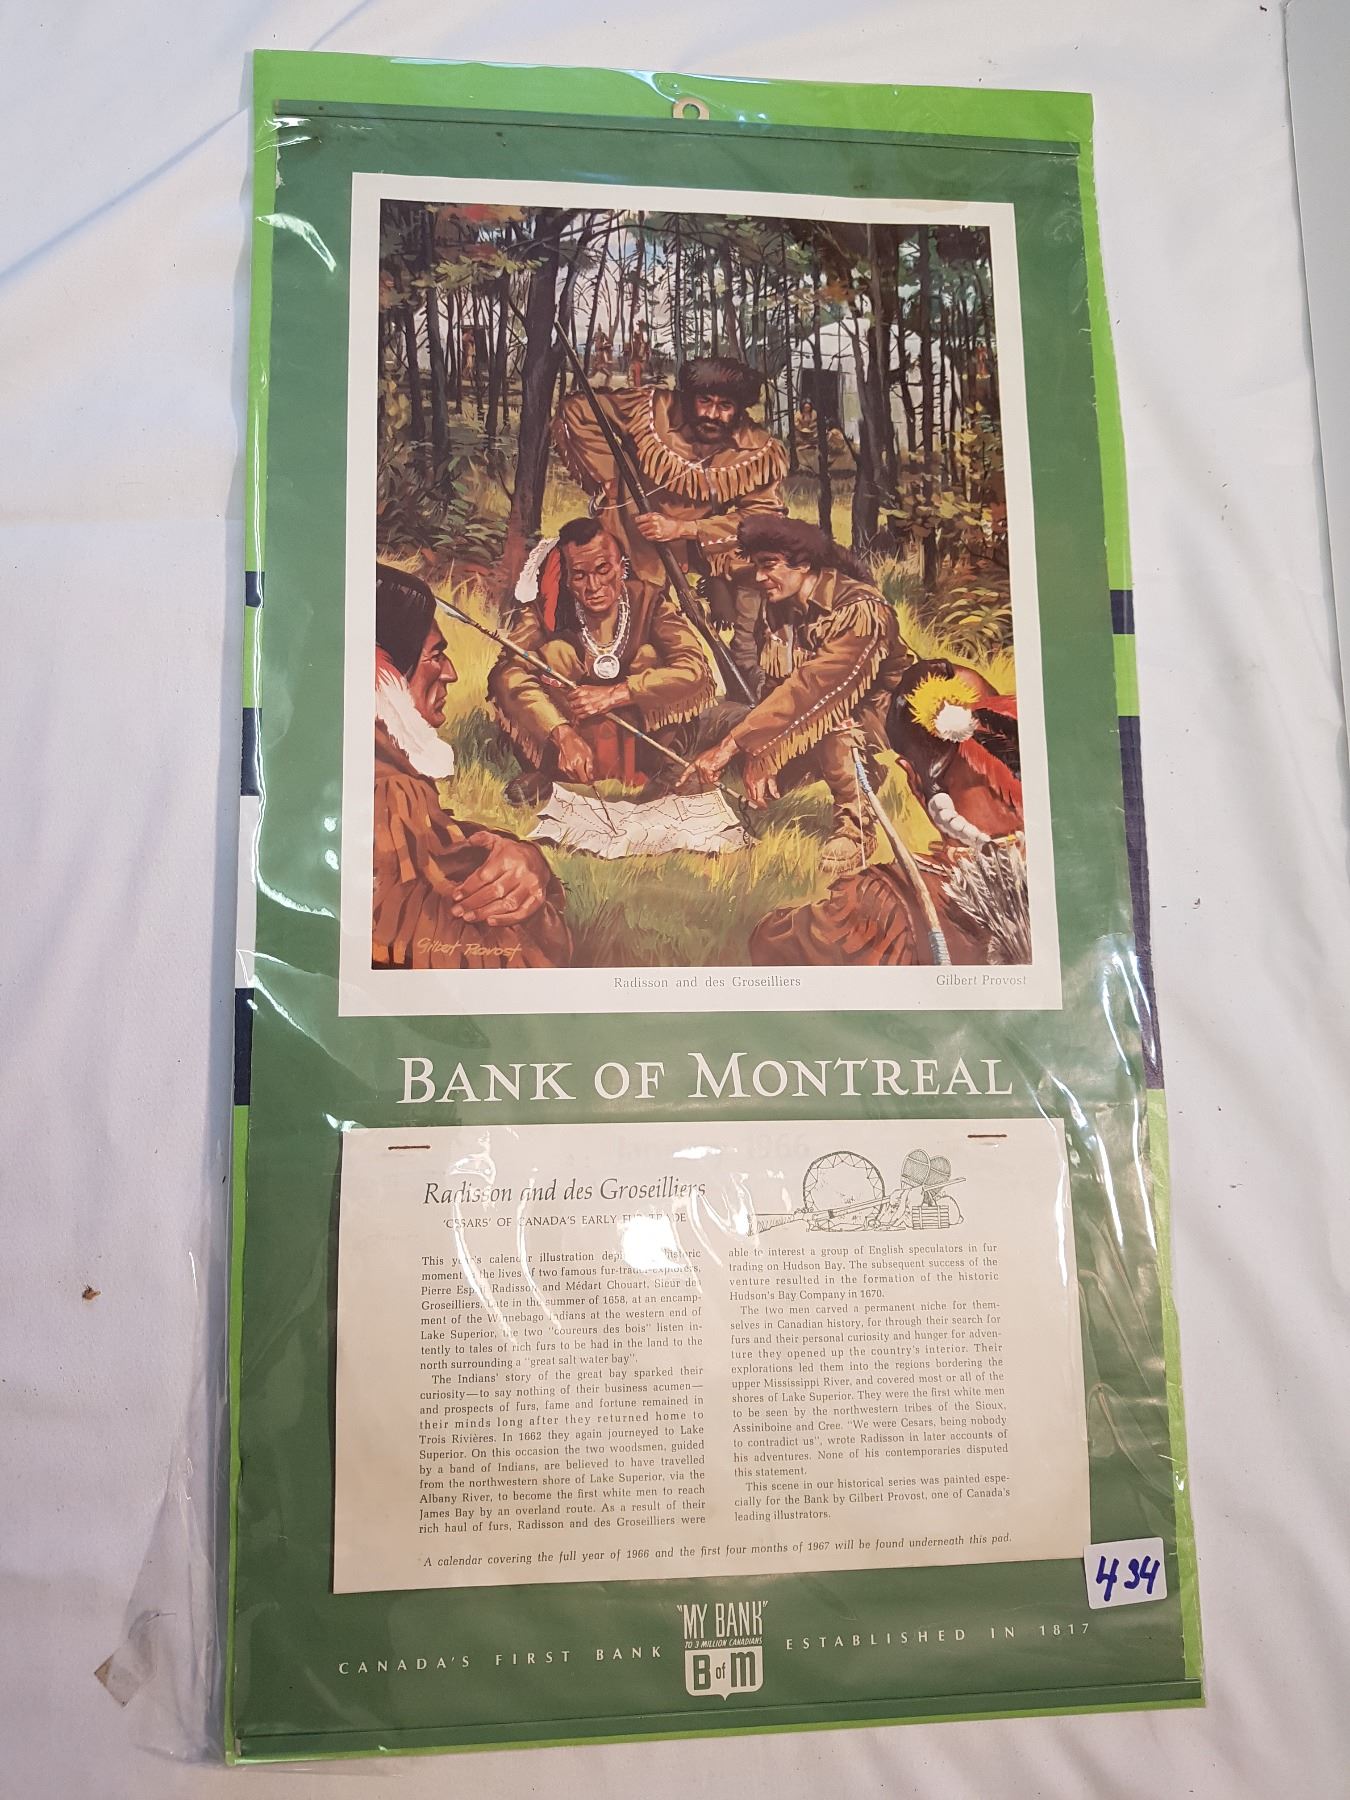 Gilbert Provost
Radisson and des Groseilliers
Gilbert Provost
BANK OF MONTREAL
Radisson and des Groseilliers
'CESARS' OF CANADA'S EARLY FUR TRADE
This year's calendar illustration depicts historic
moment in the lives of two famous fur-trader-explorers,
Pierre Esprit Radisson and Médart Chouart, Sieur des
Groseilliers. Late in the summer of 1658, at an encamp-
ment of the Winnebago Indians at the western end of
Lake Superior, the two "coureurs des bois" listen in-
tently to tales of rich furs to be had in the land to the
north surrounding a "great salt water bay".
The Indians' story of the great bay sparked their
curiosity—to say nothing of their business acumen—
and prospects of furs, fame and fortune remained in
their minds long after they returned home to
Trois Rivières. In 1662 they again journeyed to Lake
Superior. On this occasion the two woodsmen, guided
by a band of Indians, are believed to have travelled
from the northwestern shore of Lake Superior, via the
Albany River, to become the first white men to reach
James Bay by an overland route. As a result of their
rich haul of furs, Radisson and des Groseilliers were
able to interest a group of English speculators in fur
trading on Hudson Bay. The subsequent success of the
venture resulted in the formation of the historic
Hudson's Bay Company in 1670.
The two men carved a permanent niche for them-
selves in Canadian history, for through their search for
furs and their personal curiosity and hunger for adven-
ture they opened up the country's interior. Their
explorations led them into the regions bordering the
upper Mississippi River, and covered most or all of the
shores of Lake Superior. They were the first white men
to be seen by the northwestern tribes of the Sioux,
Assiniboine and Cree. "We were Cesars, being nobody
to contradict us", wrote Radisson in later accounts of
his adventures. None of his contemporaries disputed
this statement.
This scene in our historical series was painted espe-
cially for the Bank by Gilbert Provost, one of Canada's
leading illustrators.
A calendar covering the full year of 1966 and the first four months of 1967 will be found underneath this pad.
434
"MY BANK"
TO 3 MILLION CANADIANS
B of M
CANADA'S FIRST BANK ESTABLISHED IN 1817